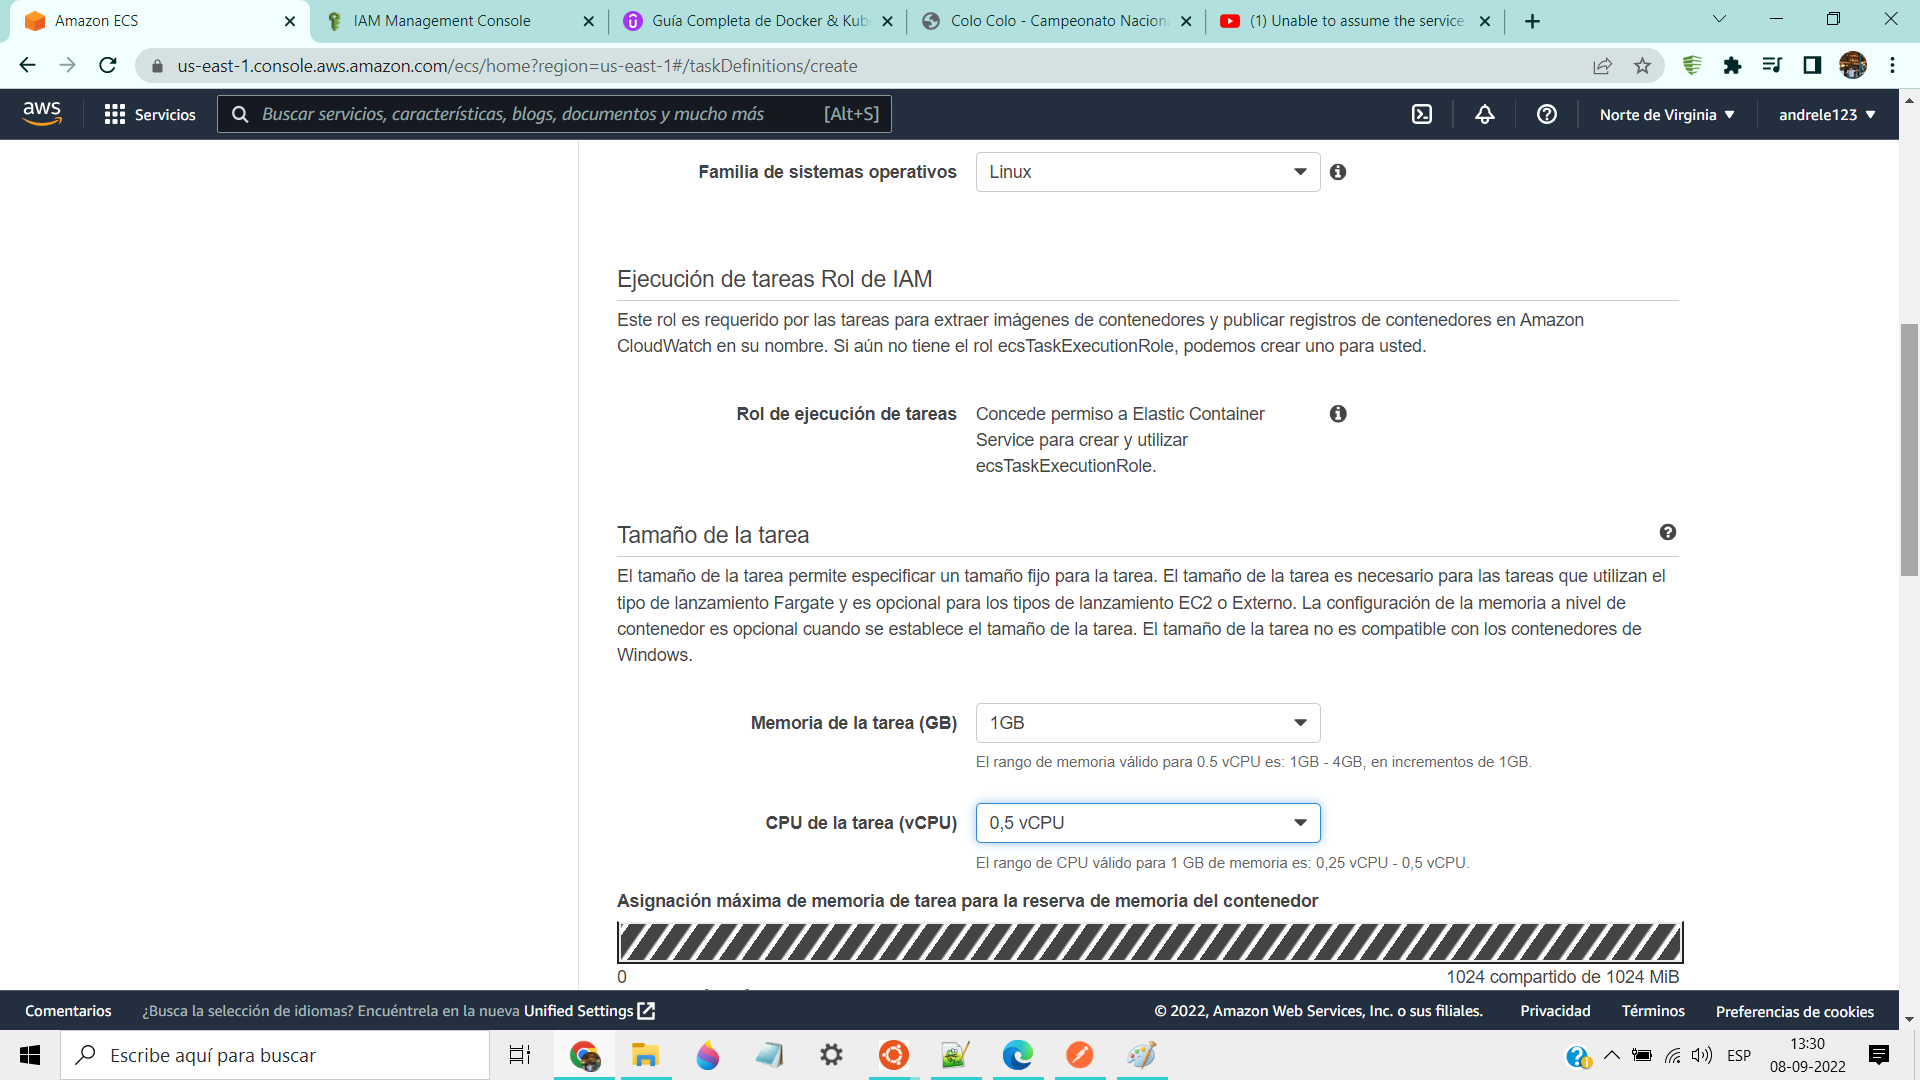 Amazon ECS
IAM Management Console
Guía Completa de Docker & Kube
Colo Colo - Campeonato Naciona
(1) Unable to assume the service
us-east-1.console.aws.amazon.com/ecs/home?region=us-east-1#/taskDefinitions/create
aws
Servicios
Buscar servicios, características, blogs, documentos y mucho más
[Alt+S]
Norte de Virginia
andrele123
Familia de sistemas operativos
Linux
Ejecución de tareas Rol de IAM
Este rol es requerido por las tareas para extraer imágenes de contenedores y publicar registros de contenedores en Amazon
CloudWatch en su nombre. Si aún no tiene el rol ecsTaskExecutionRole, podemos crear uno para usted.
Rol de ejecución de tareas
Concede permiso a Elastic Container
Service para crear y utilizar
ecsTaskExecutionRole.
Tamaño de la tarea
El tamaño de la tarea permite especificar un tamaño fijo para la tarea. El tamaño de la tarea es necesario para las tareas que utilizan el
tipo de lanzamiento Fargate y es opcional para los tipos de lanzamiento EC2 o Externo. La configuración de la memoria a nivel de
contenedor es opcional cuando se establece el tamaño de la tarea. El tamaño de la tarea no es compatible con los contenedores de
Windows.
Memoria de la tarea (GB)
1GB
El rango de memoria válido para 0.5 vCPU es: 1GB - 4GB, en incrementos de 1GB.
CPU de la tarea (vCPU)
0,5 vCPU
El rango de CPU válido para 1 GB de memoria es: 0,25 vCPU - 0,5 vCPU.
Asignación máxima de memoria de tarea para la reserva de memoria del contenedor
0
1024 compartido de 1024 MiB
Comentarios
¿Busca la selección de idiomas? Encuéntrela en la nueva Unified Settings
© 2022, Amazon Web Services, Inc. o sus filiales.
Privacidad
Términos
Preferencias de cookies
Escribe aquí para buscar
ESP
13:30
08-09-2022